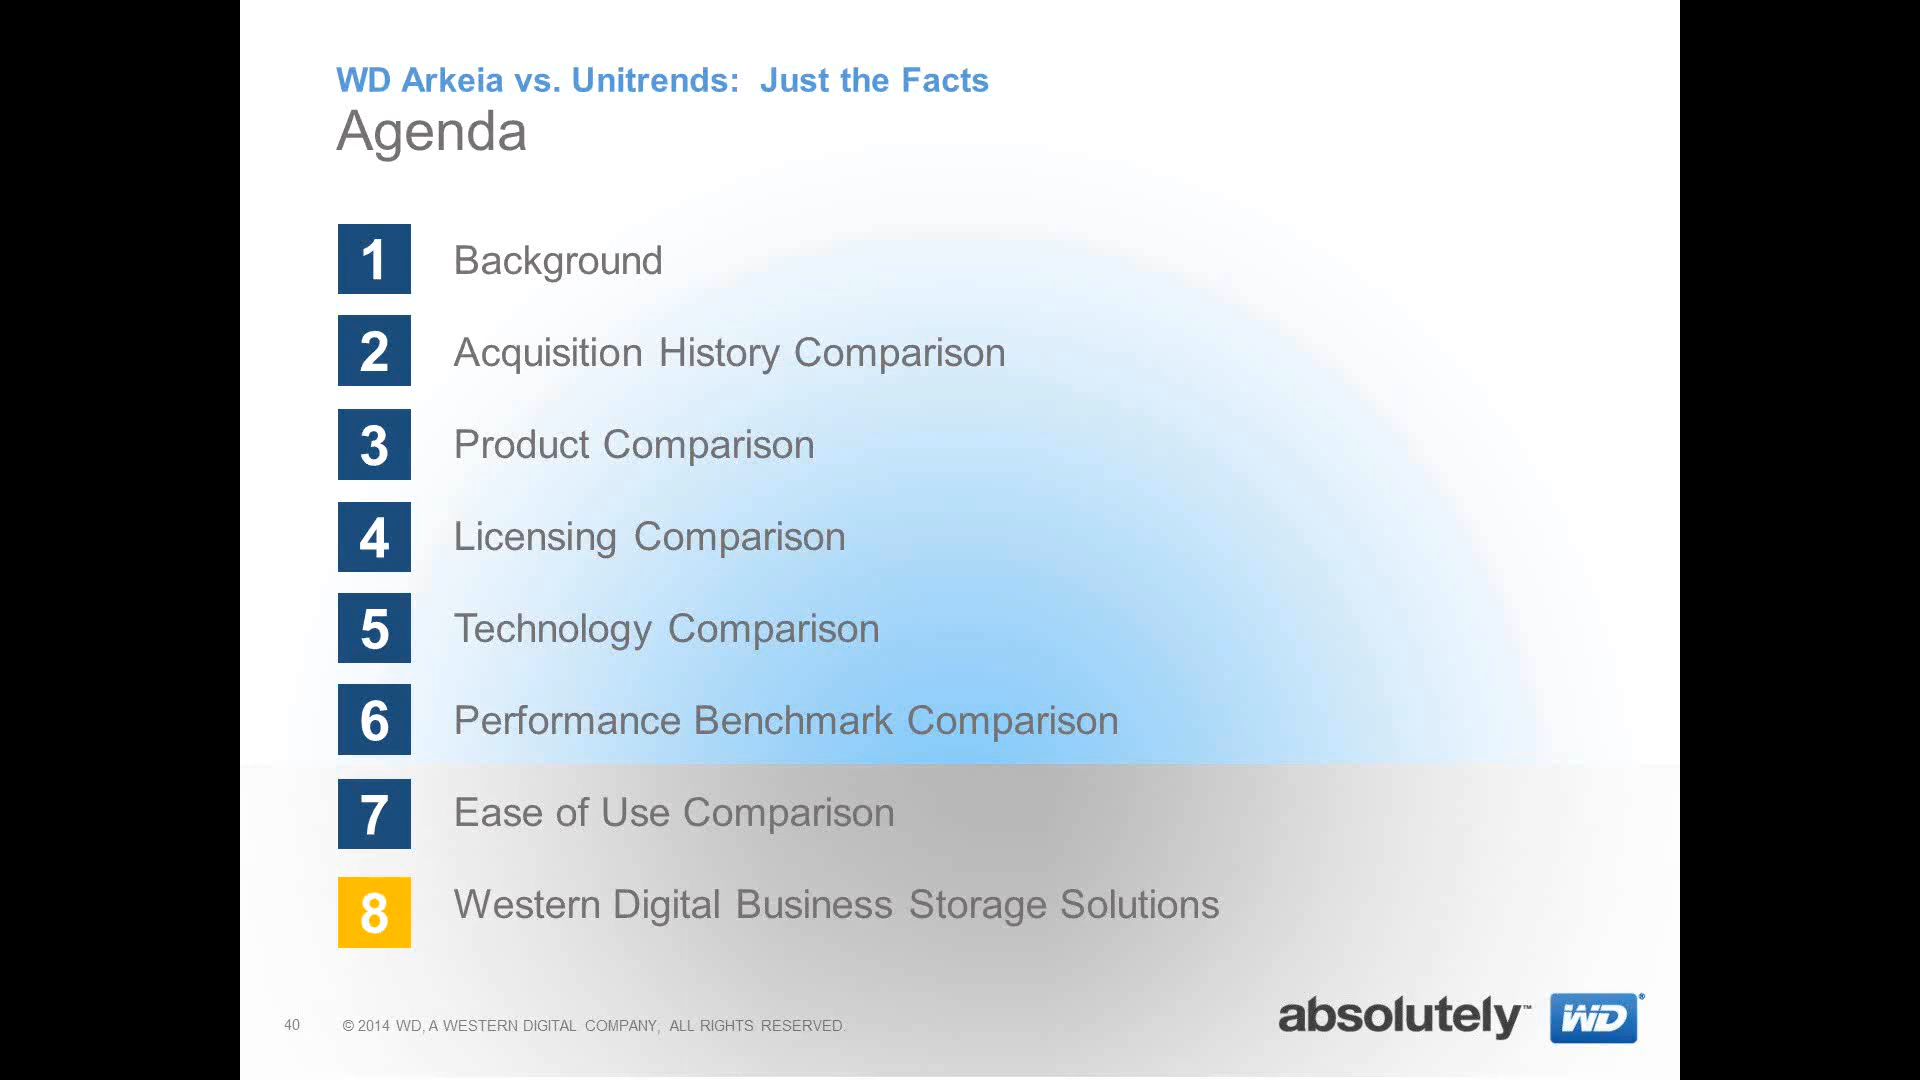 WD Arkeia vs. Unitrends: Just the Facts
Agenda
1 Background
2 Acquisition History Comparison
3 Product Comparison
4 Licensing Comparison
5 Technology Comparison
6 Performance Benchmark Comparison
7 Ease of Use Comparison
8 Western Digital Business Storage Solutions
40 © 2014 WD, A WESTERN DIGITAL COMPANY, ALL RIGHTS RESERVED.
absolutely™ WD®